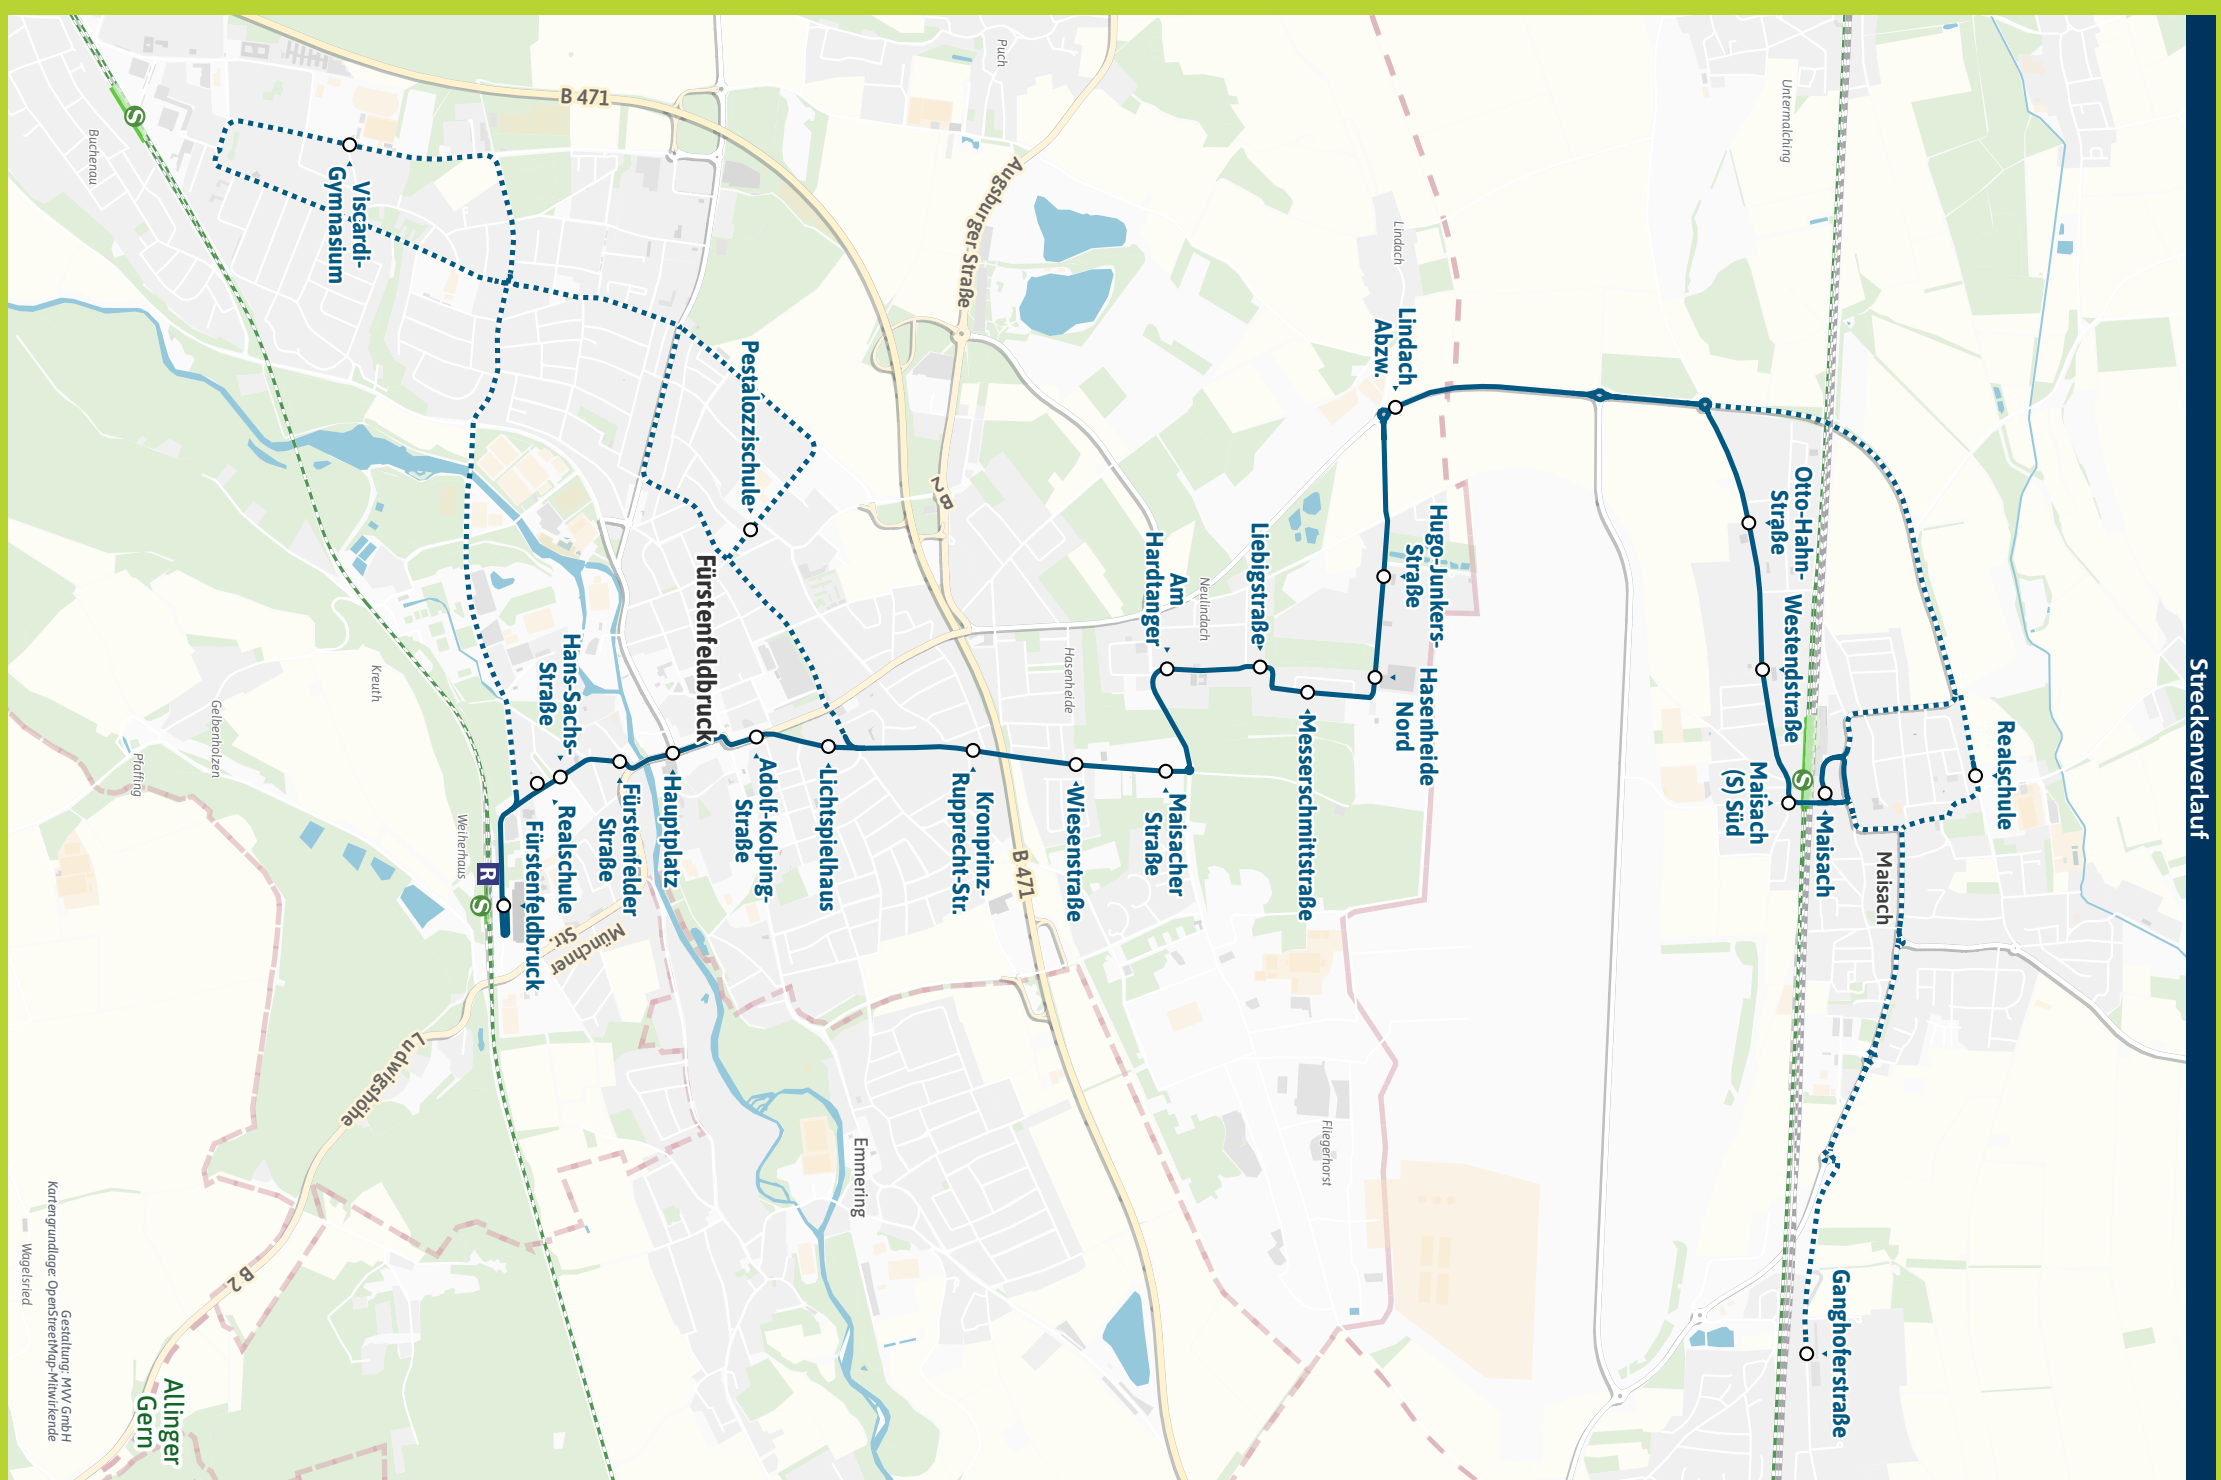 Streckenverlauf
Realschule
Ganghoferstraße
Maisach
Maisach
Maisach
(S) Süd
S
Westendstraße
Otto-Hahn-
Straße
Untermalching
Lindach
Lindach
Abzw.
Hugo-Junkers-
Straße
Hasenheide
Nord
Messerschmittstraße
Liebigstraße
Am
Hardtanger
Neulindach
Maisacher
Straße
Fliegerhorst
Hasenheide
Wiesenstraße
Kronprinz-
Rupprecht-Str.
B 471
Puch
Augsburger Straße
B 2
B 471
Lichtspielhaus
Adolf-Kolping-
Straße
Emmering
Pestalozzischule
Fürstenfeldbruck
Hauptplatz
Fürstenfelder
Straße
Hans-Sachs-
Straße
Realschule
Fürstenfeldbruck
Münchner
Str.
R
S
Weiherhaus
Viscardi-
Gymnasium
S
Buchenau
Kreuth
Gelbenholzen
Pfaffing
Ludwigshöhe
B 2
Allinger
Gern
Wagelsried
Gestaltung: MVV GmbH
Kartengrundlage: OpenStreetMap-Mitwirkende